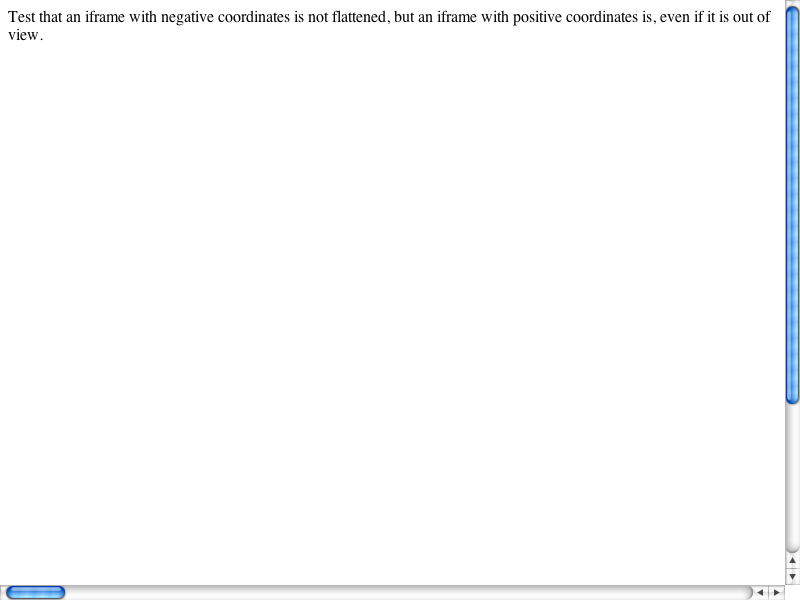 Test that an iframe with negative coordinates is not flattened, but an iframe with positive coordinates is, even if it is out of
view.